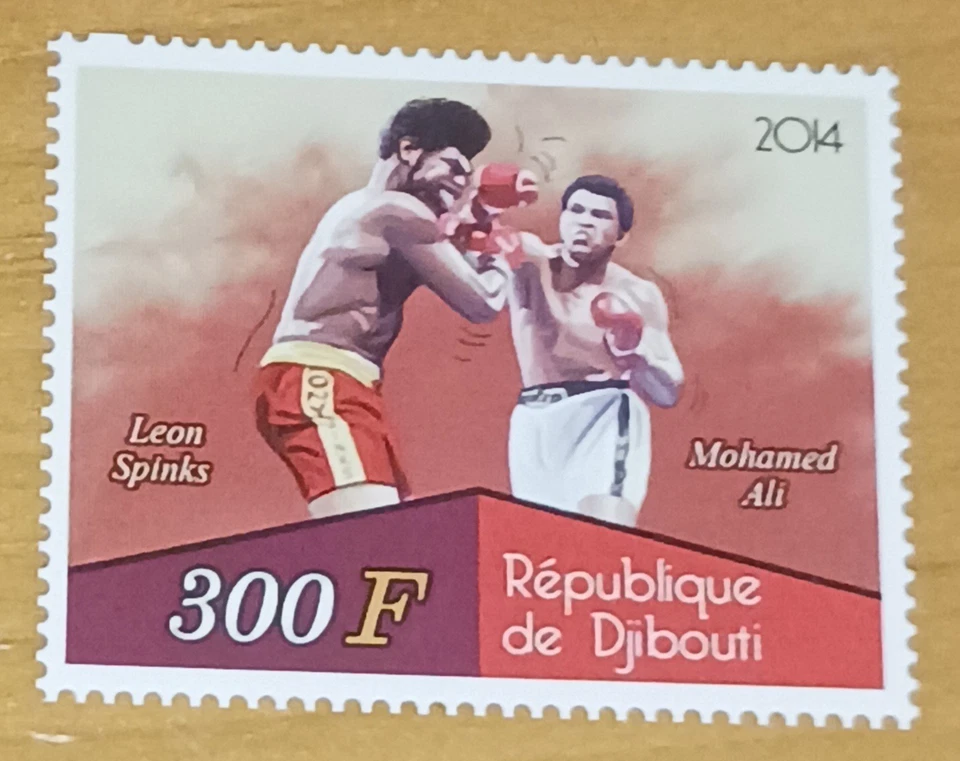 2014
Leon
Spinks
Mohamed
Ali
300 F
République
de Djibouti